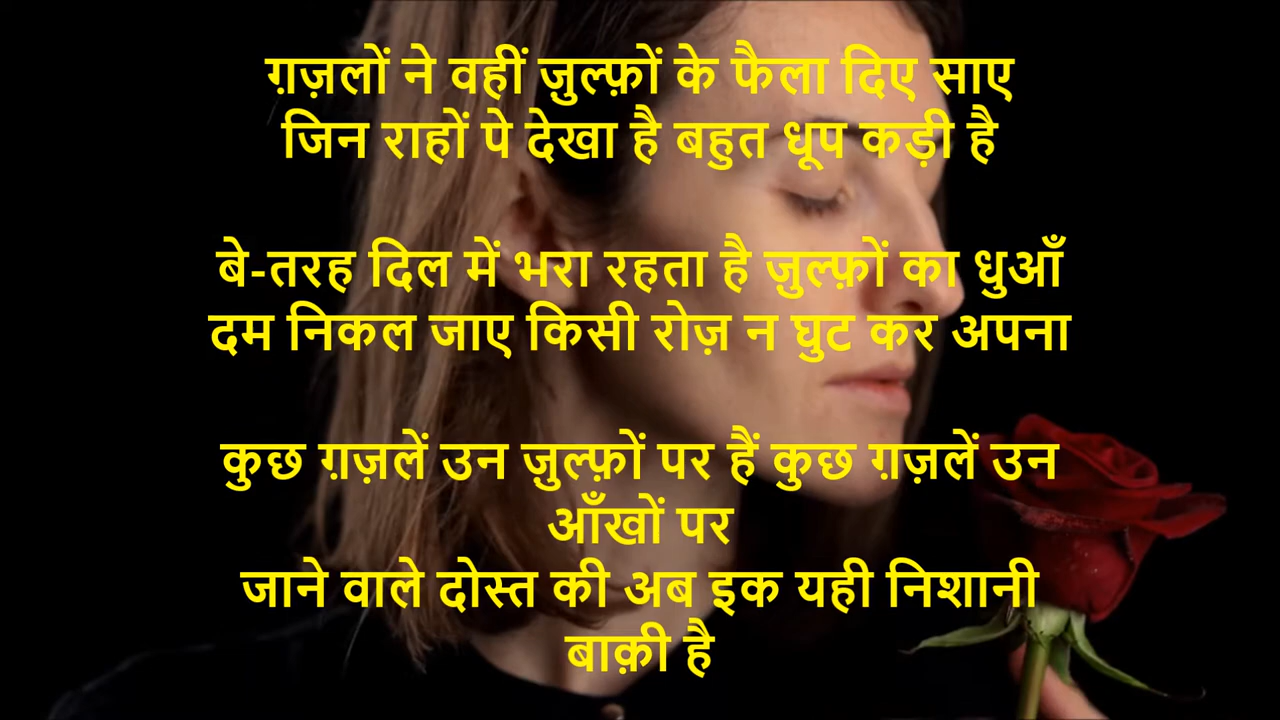 ग़ज़लों ने वहीं ज़ुल्फ़ों के फैला दिए साए
जिन राहों पे देखा है बहुत धूप कड़ी है
बे-तरह दिल में भरा रहता है ज़ुल्फ़ों का धुआँ
दम निकल जाए किसी रोज़ न घुट कर अपना
कुछ ग़ज़लें उन ज़ुल्फ़ों पर हैं कुछ ग़ज़लें उन
आँखों पर
जाने वाले दोस्त की अब इक यही निशानी
बाक़ी है